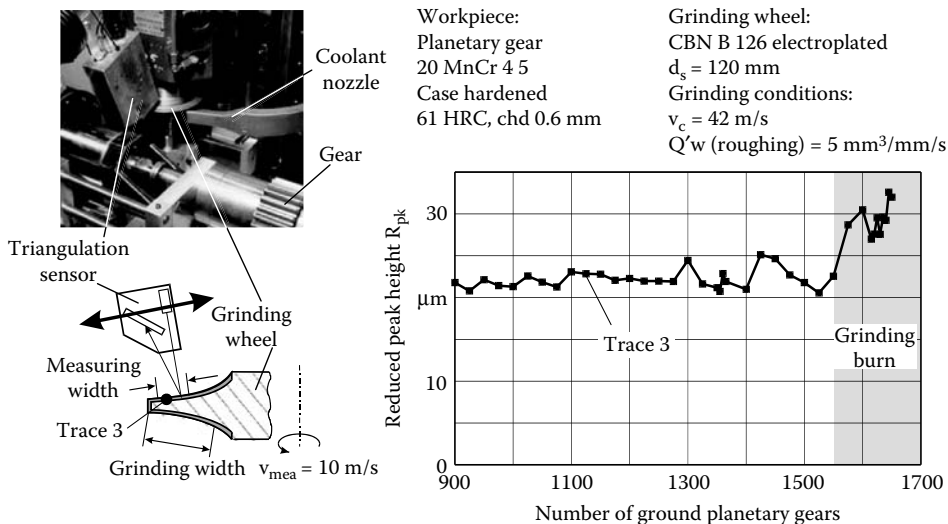 Coolant
nozzle
Gear
Triangulation
sensor
Grinding
wheel
Measuring
width
Trace 3
Grinding width
v_mea = 10 m/s
Workpiece:
Planetary gear
20 MnCr 4 5
Case hardened
61 HRC, chd 0.6 mm
Grinding wheel:
CBN B 126 electroplated
d_s = 120 mm
Grinding conditions:
v_c = 42 m/s
Q′w (roughing) = 5 mm³/mm/s
Reduced peak height R_pk
30
μm
10
0
Trace 3
Grinding
burn
900
1100
1300
1500
1700
Number of ground planetary gears